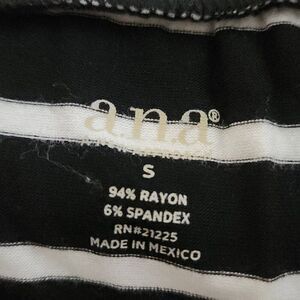 a.n.a®
S
94% RAYON
6% SPANDEX
RN#21225
MADE IN MEXICO